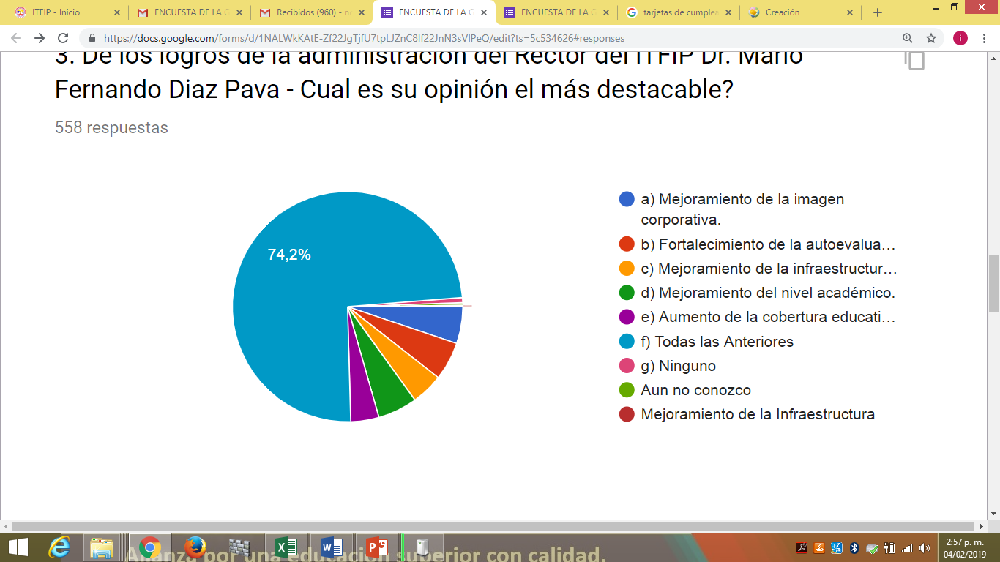 ITFIP - Inicio
ENCUESTA DE LA G
Recibidos (960) - n
ENCUESTA DE LA G
ENCUESTA DE LA G
tarjetas de cumplea
Creación
https://docs.google.com/forms/d/1NALWkKAtE-Zf22JgTjfU7tpLJZnC8lf22JnN3sVlPeQ/edit?ts=5c534626#responses
i
3. De los logros de la administración del Rector del ITFIP Dr. Mario
Fernando Diaz Pava - Cual es su opinión el más destacable?
558 respuestas
74,2%
a) Mejoramiento de la imagen
corporativa.
b) Fortalecimiento de la autoevalua…
c) Mejoramiento de la infraestructur…
d) Mejoramiento del nivel académico.
e) Aumento de la cobertura educati…
f) Todas las Anteriores
g) Ninguno
Aun no conozco
Mejoramiento de la Infraestructura
Alianza por una educación superior con calidad.
2:57 p. m.
04/02/2019